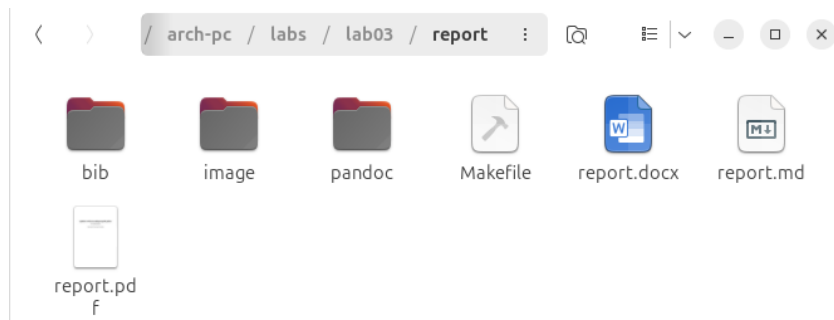 / arch-pc / labs / lab03 / report
bib image pandoc Makefile report.docx report.md
report.pd
f